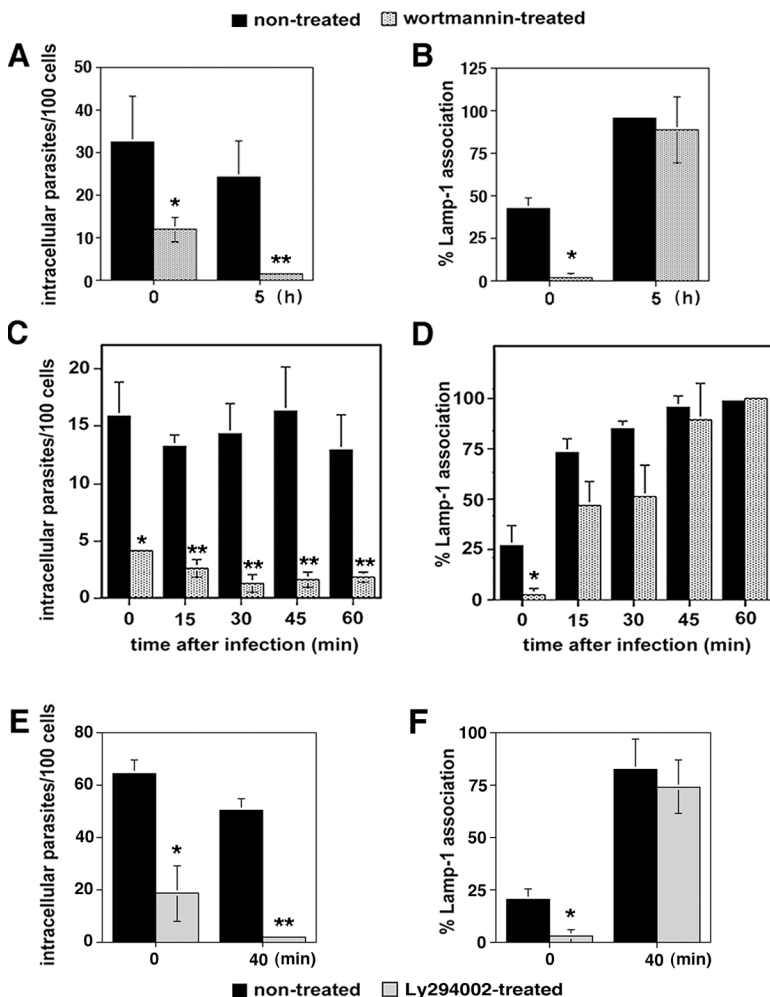 non-treated wortmannin-treated
A
intracellular parasites/100 cells
50
40
30
20
10
0
*
**
0 5 (h)
B
% Lamp-1 association
125
100
75
50
25
0
*
0 5 (h)
C
intracellular parasites/100 cells
20
15
10
5
0
* ** ** ** **
0 15 30 45 60
time after infection (min)
D
% Lamp-1 association
100
75
50
25
0
*
0 15 30 45 60
time after infection (min)
E
intracellular parasites/100 cells
80
60
40
20
0
*
**
0 40 (min)
F
% Lamp-1 association
100
75
50
25
0
*
0 40 (min)
non-treated Ly294002-treated